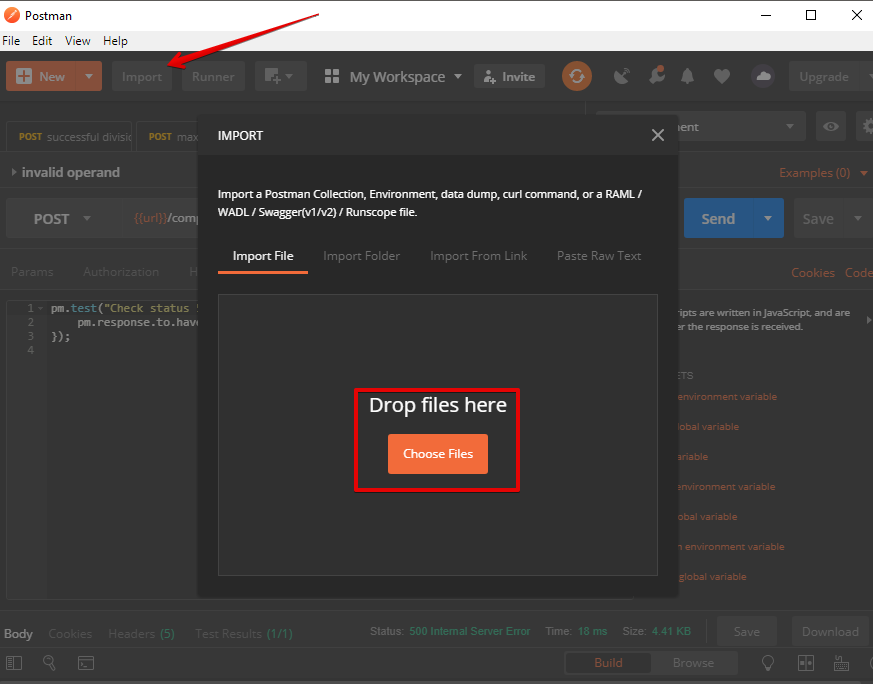 Postman
File Edit View Help
New Import Runner My Workspace Invite Upgrade
POST successful divisic POST max
IMPORT
ent
invalid operand
Examples (0)
Import a Postman Collection, Environment, data dump, curl command, or a RAML /
WADL / Swagger(v1/v2) / Runscope file.
POST {{url}}/comp
Send Save
Import File Import Folder Import From Link Paste Raw Text
Params Authorization H
Cookies Code
1 pm.test("Check status
2 pm.response.to.have
3 });
4
ripts are written in JavaScript, and are
er the response is received.
ETS
environment variable
lobal variable
ariable
environment variable
obal variable
n environment variable
global variable
Drop files here
Choose Files
Body Cookies Headers (5) Test Results (1/1)
Status: 500 Internal Server Error Time: 18 ms Size: 4.41 KB
Save Download
Build Browse